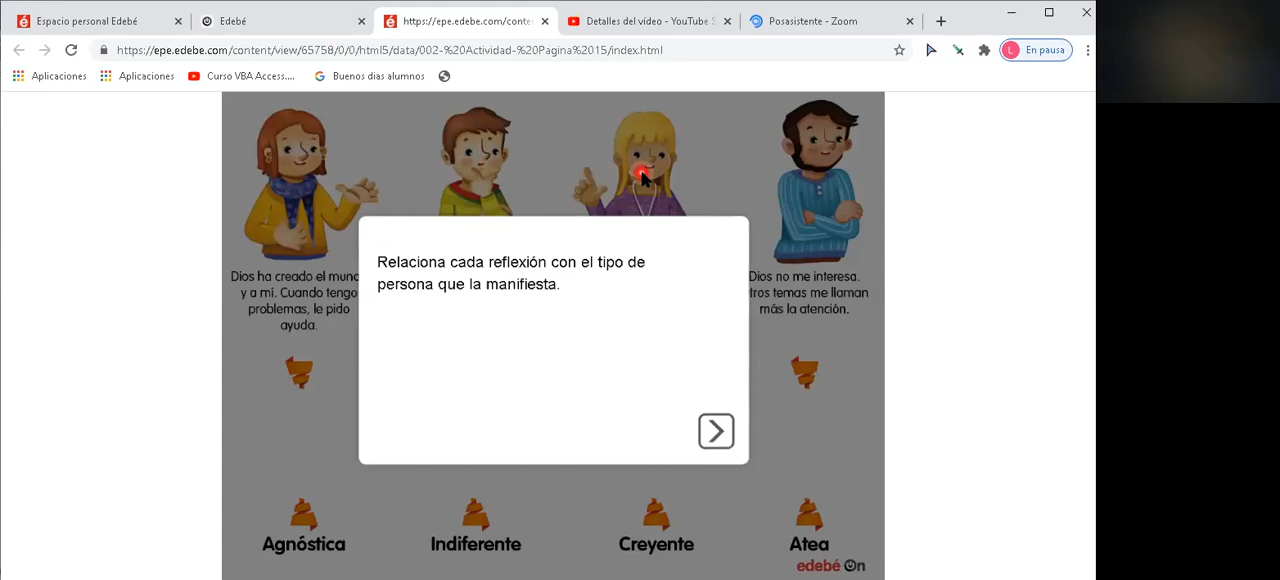 Espacio personal Edebé
Edebé
https://epe.edebe.com/conte
Detalles del vídeo - YouTube S
Posasistente - Zoom
https://epe.edebe.com/content/view/65758/0/0/html5/data/002-%20Actividad-%20Pagina%2015/index.html
L En pausa
Aplicaciones
Aplicaciones
Curso VBA Access....
Buenos dias alumnos
Relaciona cada reflexión con el tipo de
persona que la manifiesta.
Dios ha creado el
y a mí. Cuando tengo
problemas, le pido
ayuda.
Dios no me interesa.
temas me llaman
más la atención.
Agnóstica
Indiferente
Creyente
Atea
edebé On